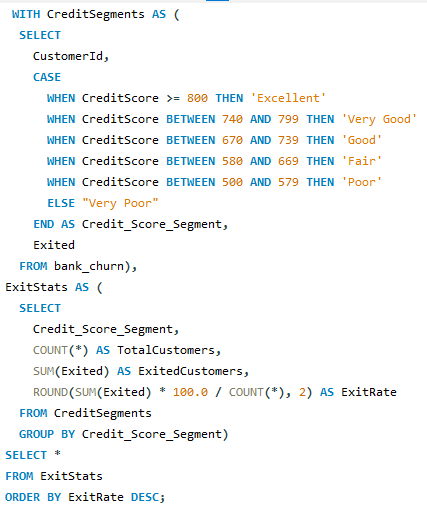 WITH CreditSegments AS (
SELECT
CustomerId,
CASE
WHEN CreditScore >= 800 THEN 'Excellent'
WHEN CreditScore BETWEEN 740 AND 799 THEN 'Very Good'
WHEN CreditScore BETWEEN 670 AND 739 THEN 'Good'
WHEN CreditScore BETWEEN 580 AND 669 THEN 'Fair'
WHEN CreditScore BETWEEN 500 AND 579 THEN 'Poor'
ELSE "Very Poor"
END AS Credit_Score_Segment,
Exited
FROM bank_churn),
ExitStats AS (
SELECT
Credit_Score_Segment,
COUNT(*) AS TotalCustomers,
SUM(Exited) AS ExitedCustomers,
ROUND(SUM(Exited) * 100.0 / COUNT(*), 2) AS ExitRate
FROM CreditSegments
GROUP BY Credit_Score_Segment)
SELECT *
FROM ExitStats
ORDER BY ExitRate DESC;